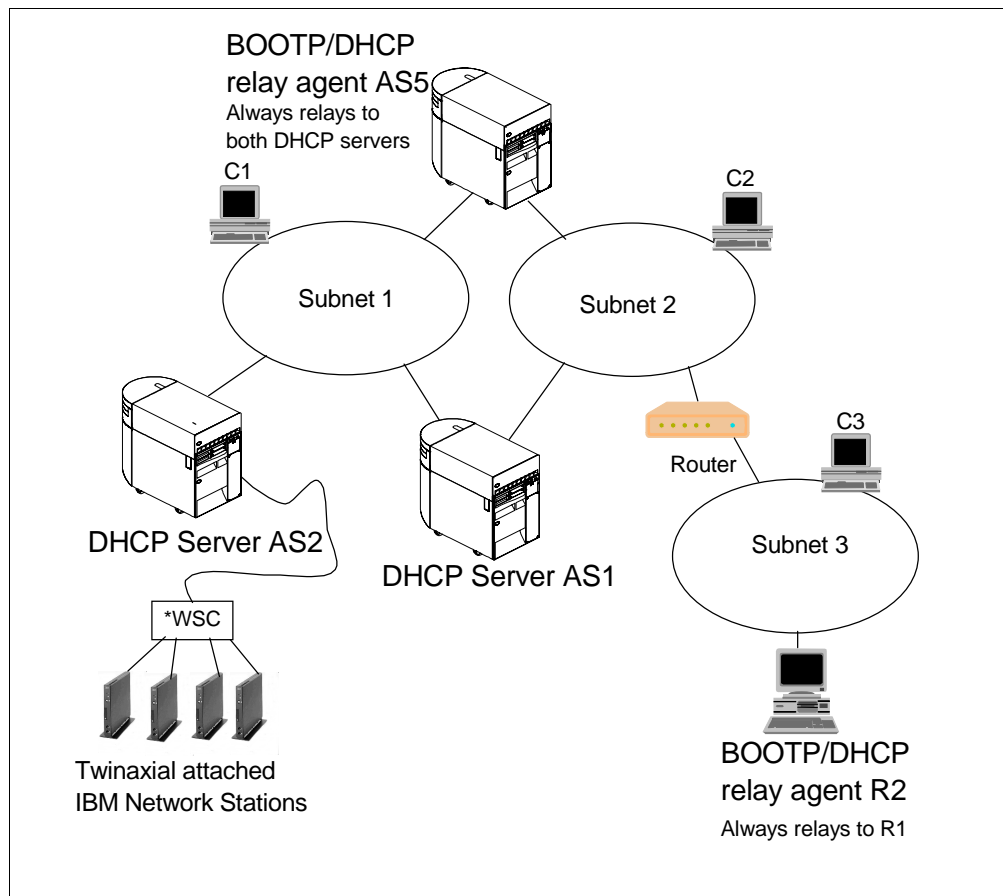 BOOTP/DHCP
relay agent AS5
Always relays to
both DHCP servers
C1
C2
Subnet 1
Subnet 2
C3
Router
DHCP Server AS2
DHCP Server AS1
Subnet 3
*WSC
BOOTP/DHCP
relay agent R2
Always relays to R1
Twinaxial attached
IBM Network Stations